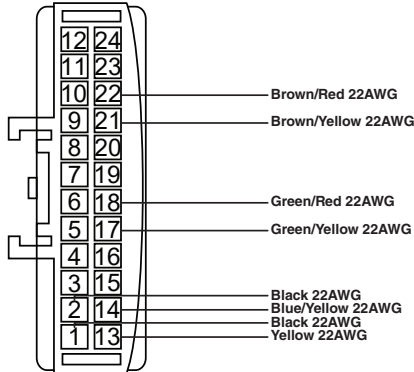 12 24
11 23
10 22 Brown/Red 22AWG
9 21 Brown/Yellow 22AWG
8 20
7 19
6 18 Green/Red 22AWG
5 17 Green/Yellow 22AWG
4 16
3 15
Black 22AWG
2 14 Blue/Yellow 22AWG
Black 22AWG
1 13 Yellow 22AWG